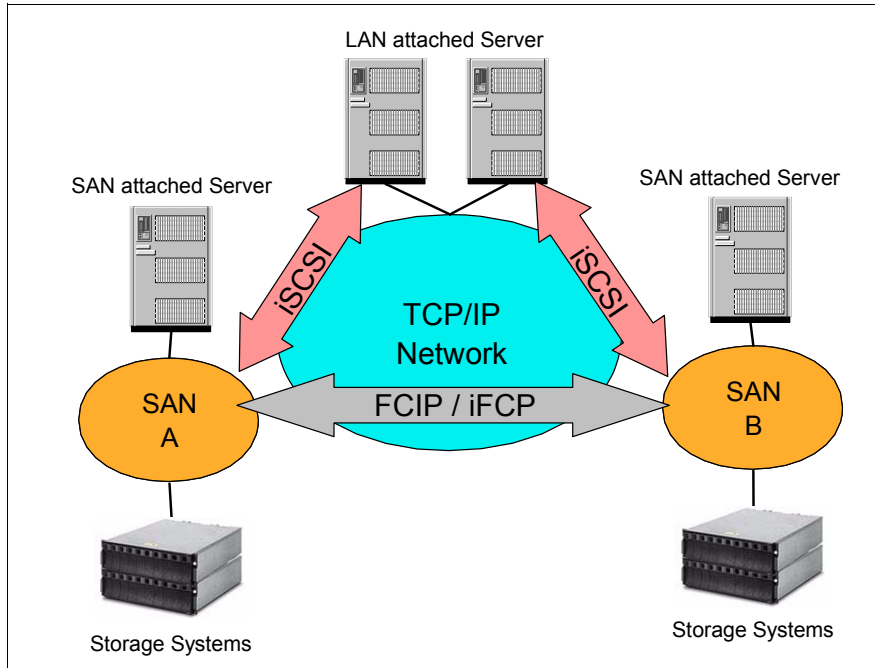 LAN attached Server
SAN attached Server
SAN attached Server
iSCSI
iSCSI
TCP/IP
Network
SAN
A
FCIP / iFCP
SAN
B
Storage Systems
Storage Systems